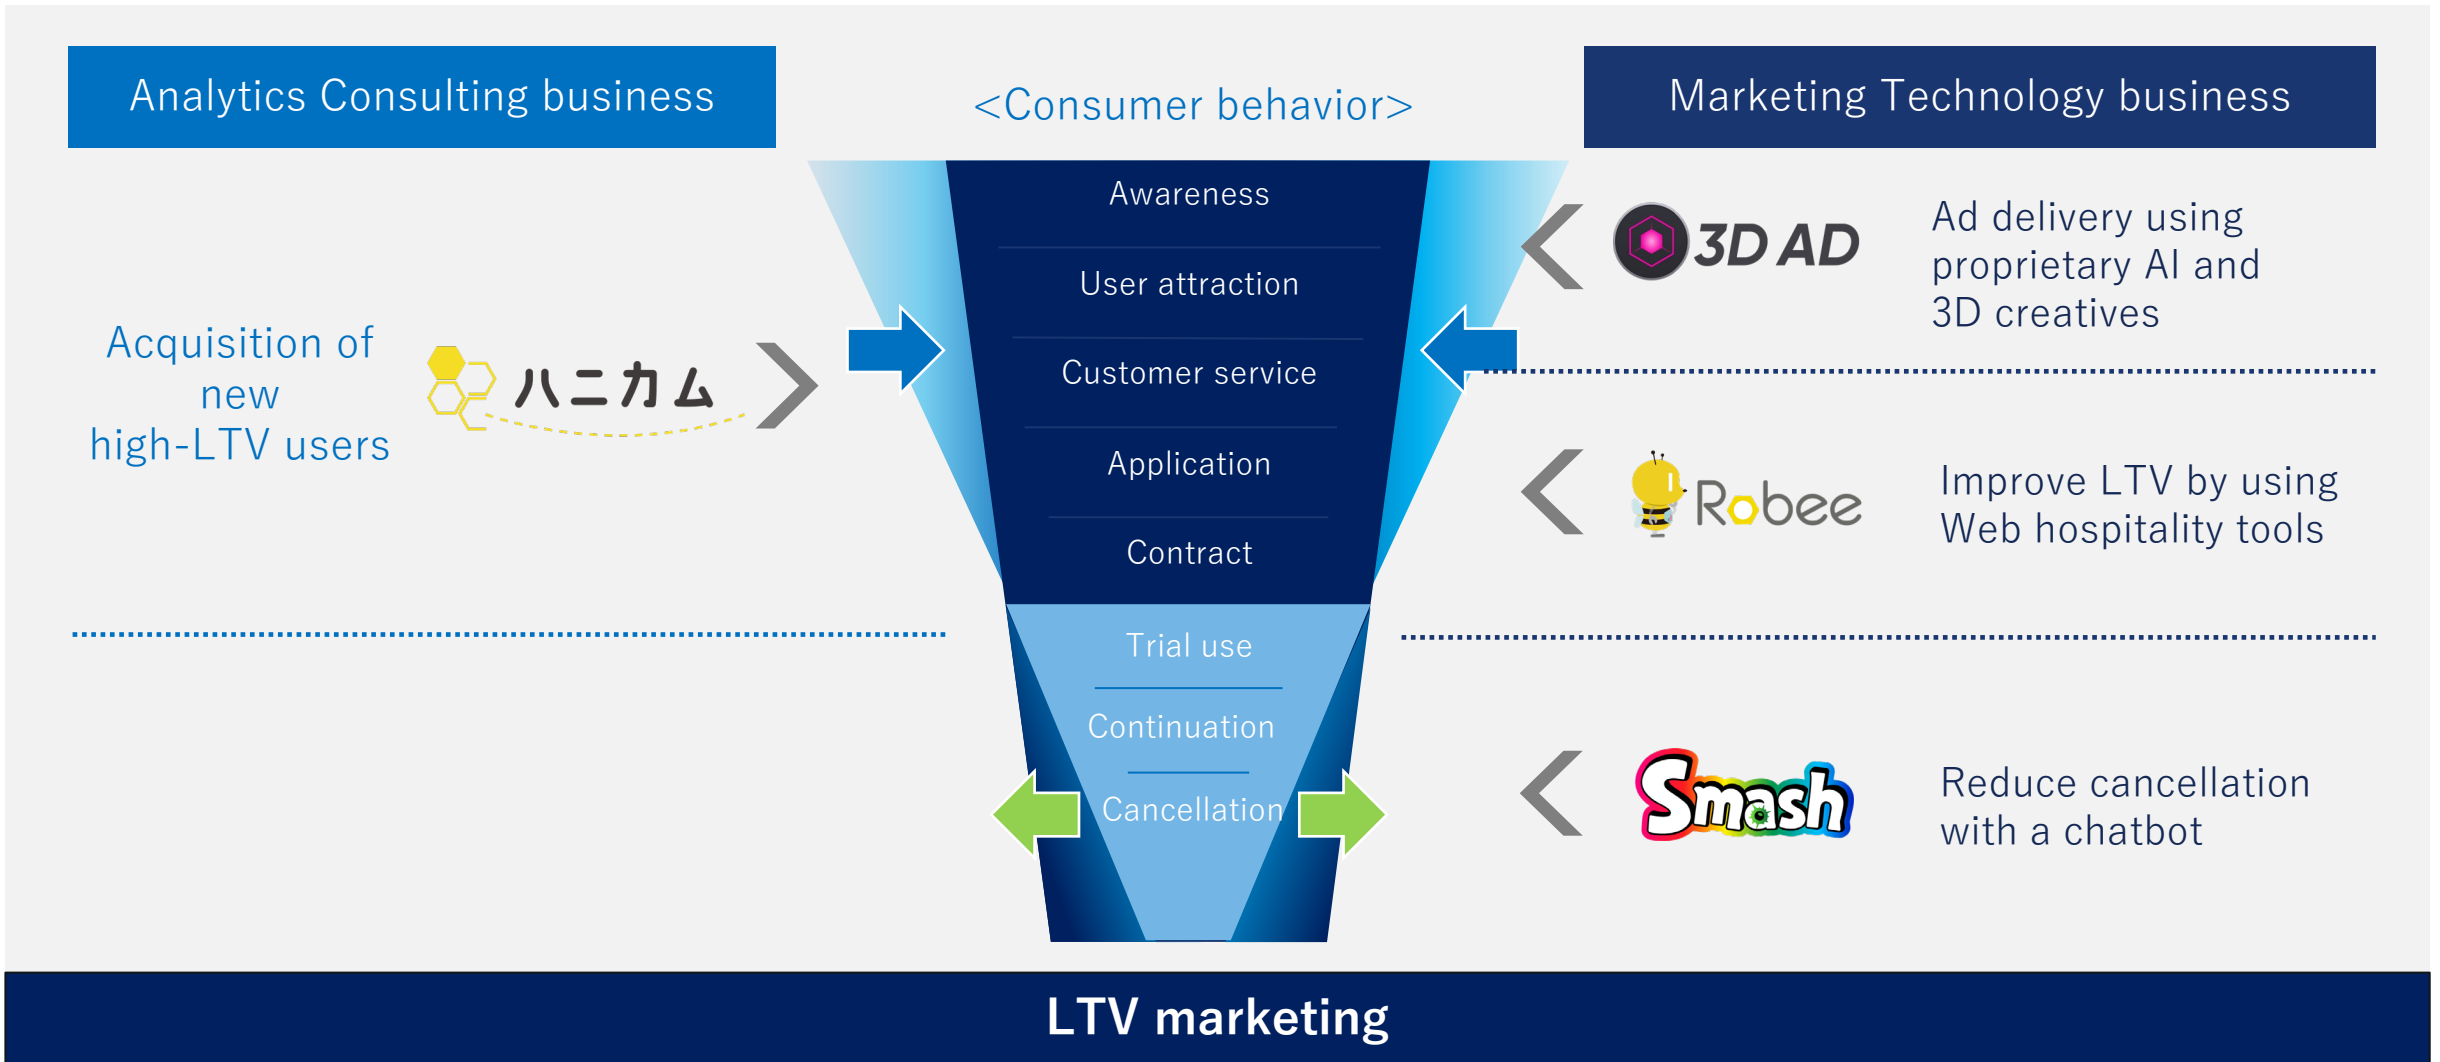 Analytics Consulting business
<Consumer behavior>
Marketing Technology business
Acquisition of
new
high-LTV users
ハニカム
Awareness
User attraction
Customer service
Application
Contract
Trial use
Continuation
Cancellation
3D AD
Ad delivery using
proprietary AI and
3D creatives
Robee
Improve LTV by using
Web hospitality tools
Smash
Reduce cancellation
with a chatbot
LTV marketing